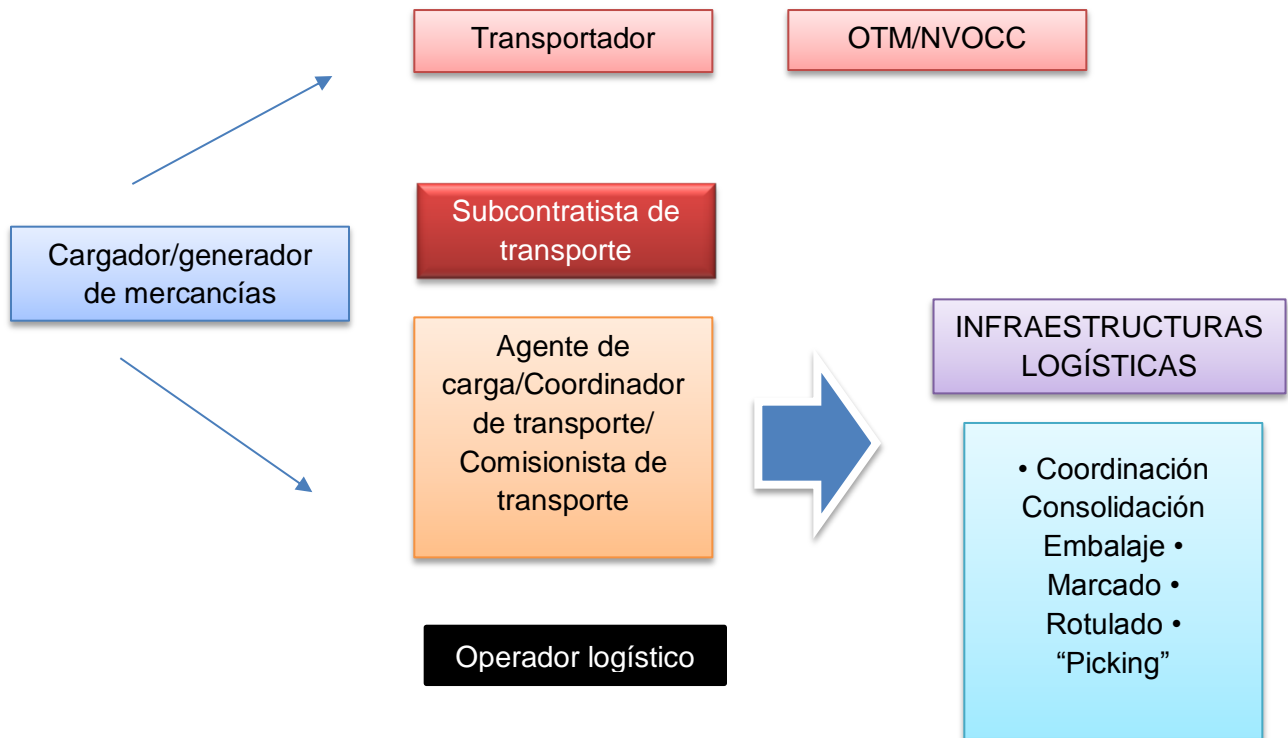 Transportador
OTM/NVOCC
Subcontratista de
transporte
Cargador/generador
de mercancías
Agente de
carga/Coordinador
de transporte/
Comisionista de
transporte
INFRAESTRUCTURAS
LOGÍSTICAS
• Coordinación
Consolidación
Embalaje •
Marcado •
Rotulado •
“Picking”
Operador logístico